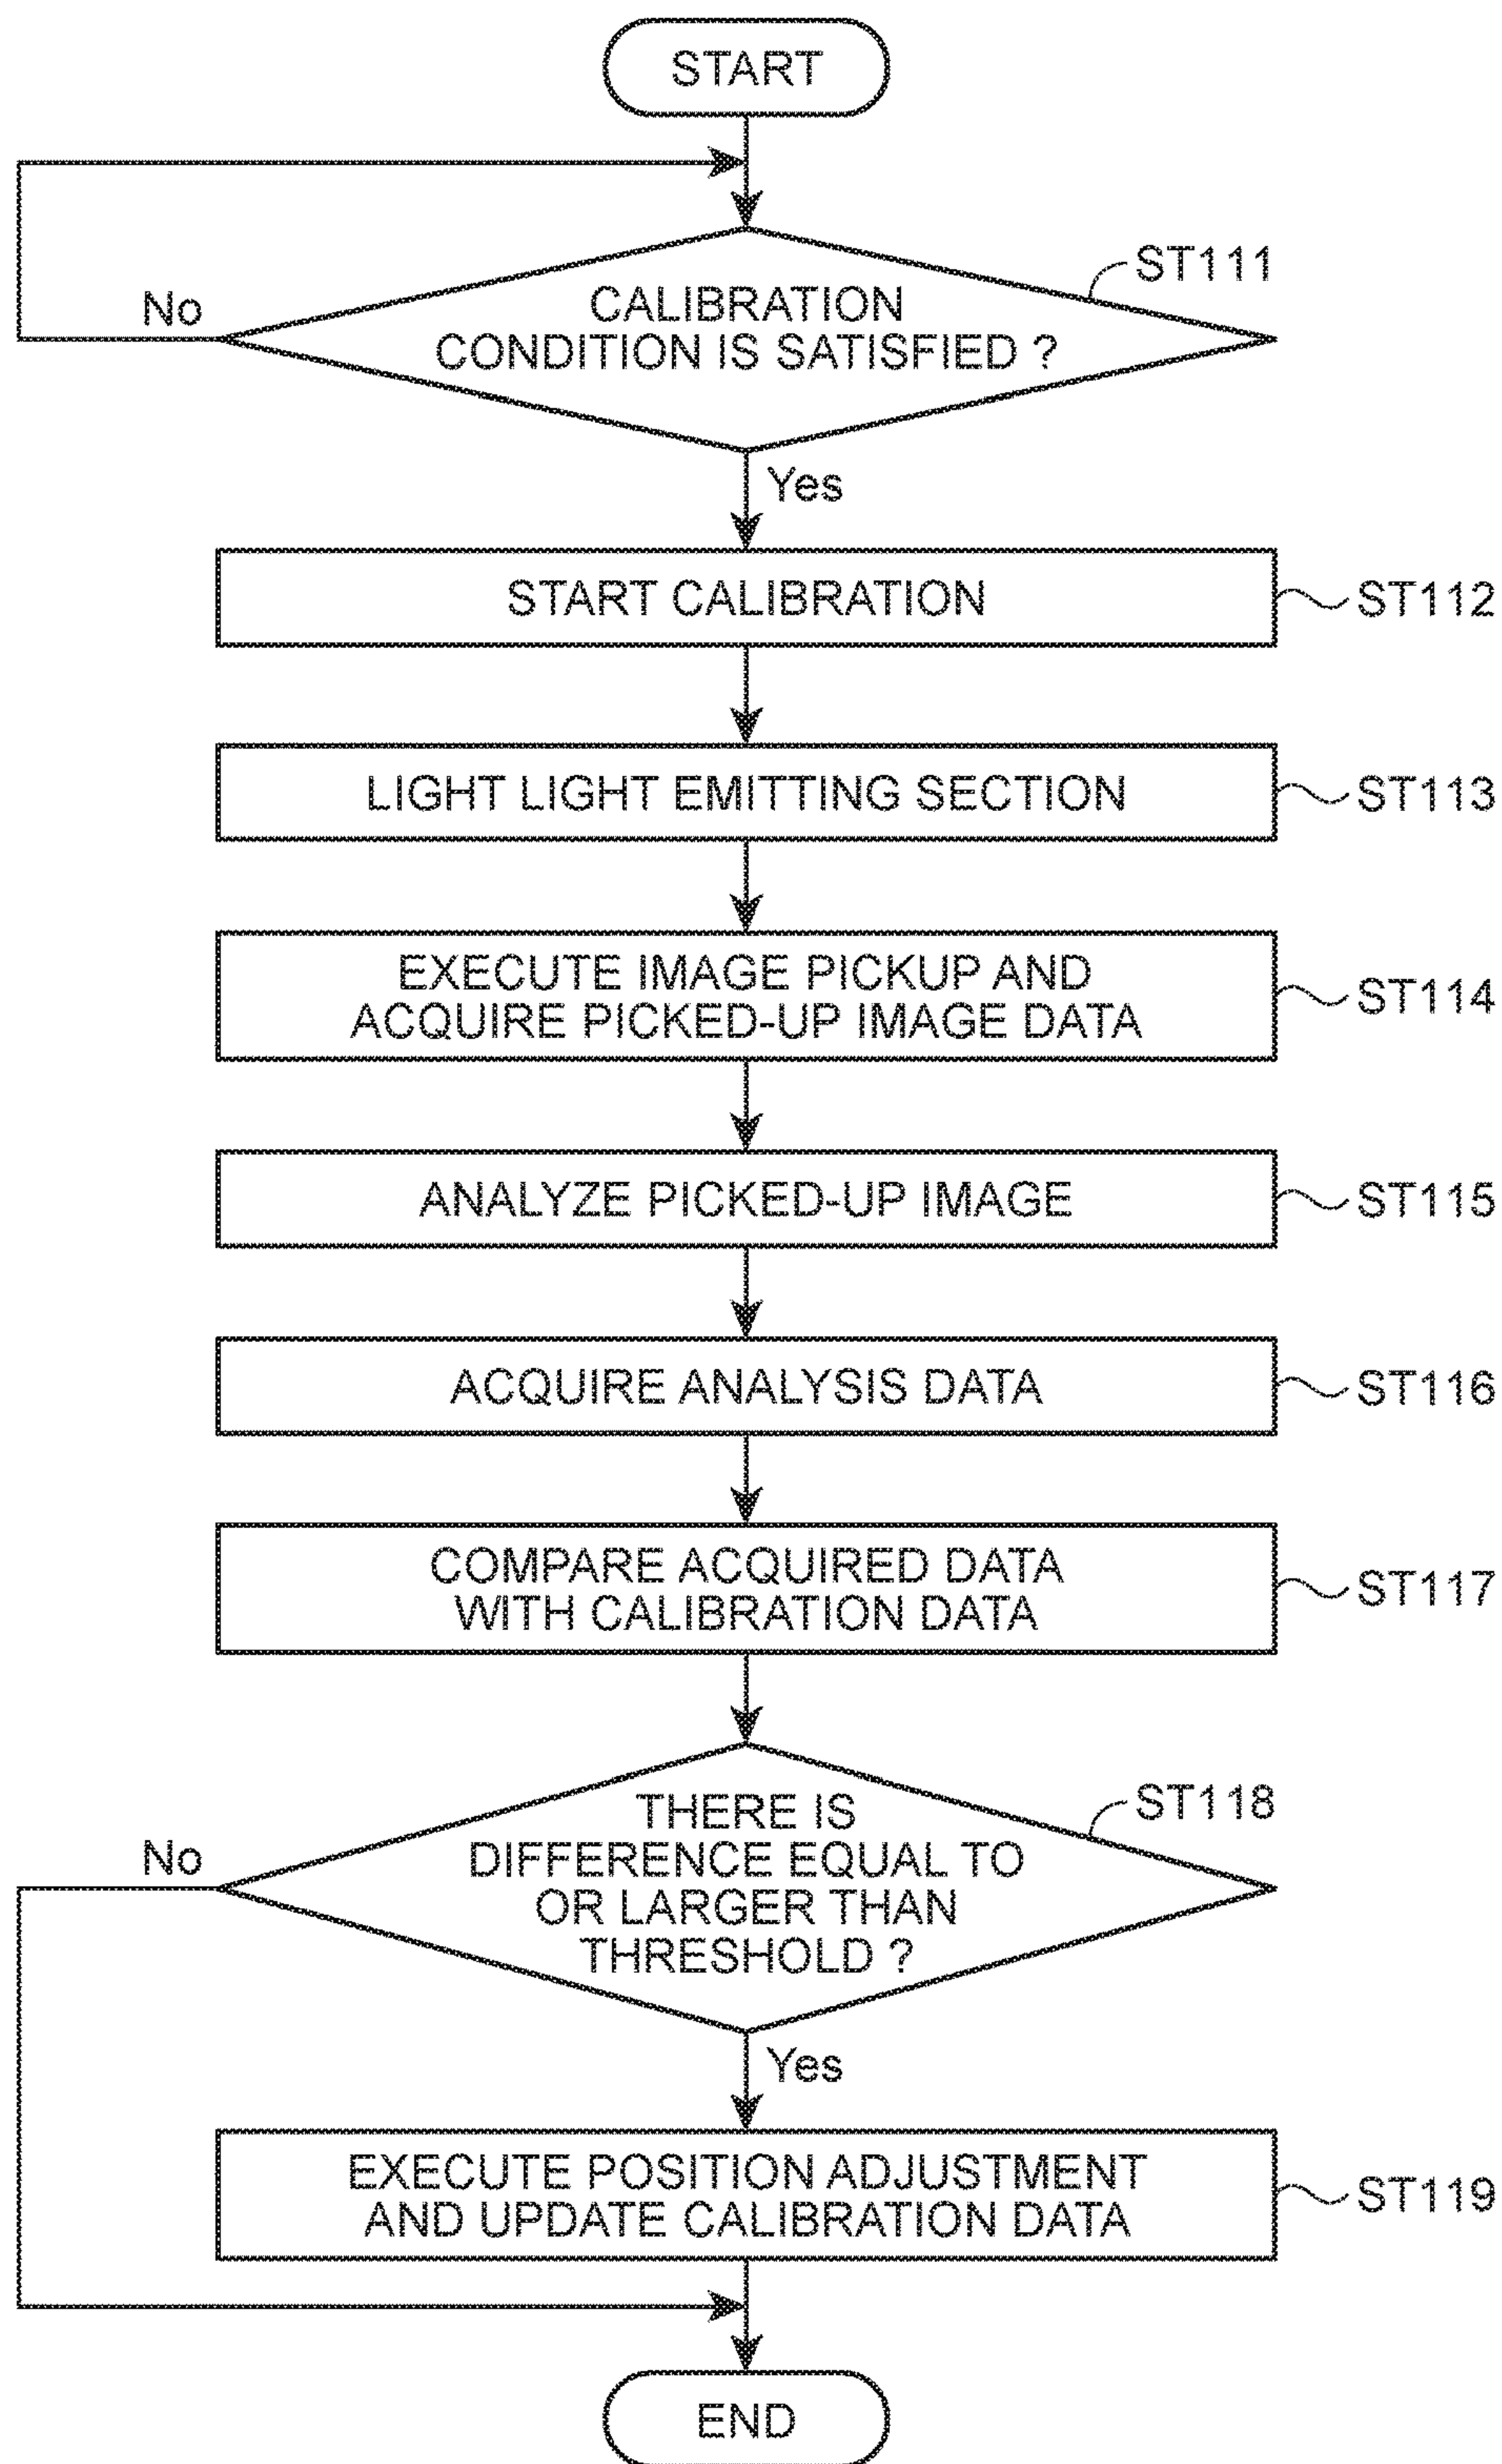 START
ST111
CALIBRATION
CONDITION IS SATISFIED ?
No
Yes
START CALIBRATION
ST112
LIGHT LIGHT EMITTING SECTION
ST113
EXECUTE IMAGE PICKUP AND
ACQUIRE PICKED-UP IMAGE DATA
ST114
ANALYZE PICKED-UP IMAGE
ST115
ACQUIRE ANALYSIS DATA
ST116
COMPARE ACQUIRED DATA
WITH CALIBRATION DATA
ST117
ST118
THERE IS
DIFFERENCE EQUAL TO
OR LARGER THAN
THRESHOLD ?
No
Yes
EXECUTE POSITION ADJUSTMENT
AND UPDATE CALIBRATION DATA
ST119
END